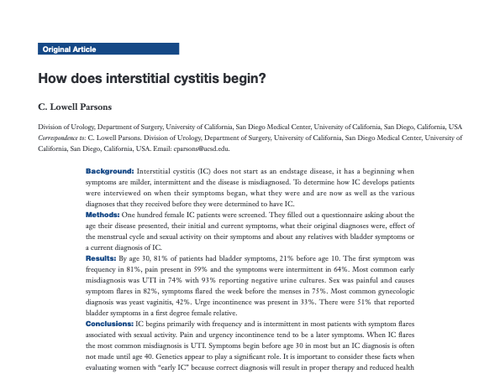 Original Article
How does interstitial cystitis begin?
C. Lowell Parsons
Division of Urology, Department of Surgery, University of California, San Diego Medical Center, University of California, San Diego, California, USA
Correspondence to: C. Lowell Parsons. Division of Urology, Department of Surgery, University of California, San Diego Medical Center, University of
California, San Diego, California, USA. Email: cparsons@ucsd.edu.
Background: Interstitial cystitis (IC) does not start as an endstage disease, it has a beginning when
symptoms are milder, intermittent and the disease is misdiagnosed. To determine how IC develops patients
were interviewed on when their symptoms began, what they were and are now as well as the various
diagnoses that they received before they were determined to have IC.
Methods: One hundred female IC patients were screened. They filled out a questionnaire asking about the
age their disease presented, their initial and current symptoms, what their original diagnoses were, effect of
the menstrual cycle and sexual activity on their symptoms and about any relatives with bladder symptoms or
a current diagnosis of IC.
Results: By age 30, 81% of patients had bladder symptoms, 21% before age 10. The first symptom was
frequency in 81%, pain present in 59% and the symptoms were intermittent in 64%. Most common early
misdiagnosis was UTI in 74% with 93% reporting negative urine cultures. Sex was painful and causes
symptom flares in 82%, symptoms flared the week before the menses in 75%. Most common gynecologic
diagnosis was yeast vaginitis, 42%. Urge incontinence was present in 33%. There were 51% that reported
bladder symptoms in a first degree female relative.
Conclusions: IC begins primarily with frequency and is intermittent in most patients with symptom flares
associated with sexual activity. Pain and urgency incontinence tend to be a later symptoms. When IC flares
the most common misdiagnosis is UTI. Symptoms begin before age 30 in most but an IC diagnosis is often
not made until age 40. Genetics appear to play a significant role. It is important to consider these facts when
evaluating women with “early IC” because correct diagnosis will result in proper therapy and reduced health